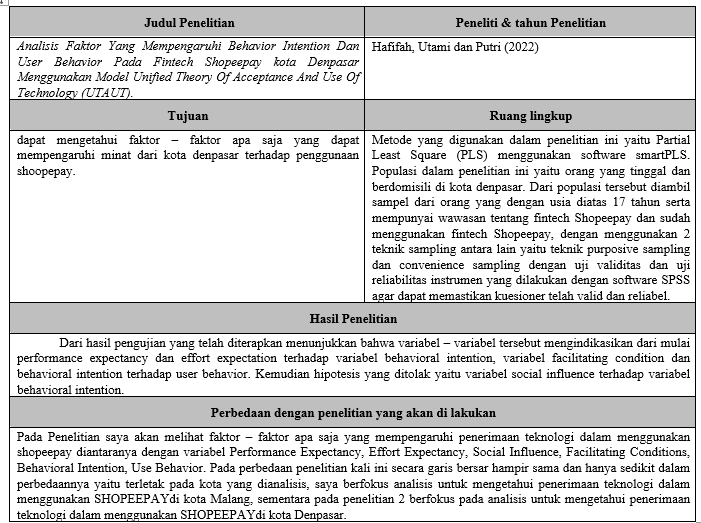 Judul Penelitian
Peneliti & tahun Penelitian
Analisis Faktor Yang Mempengaruhi Behavior Intention Dan
User Behavior Pada Fintech Shopeepay kota Denpasar
Menggunakan Model Unified Theory Of Acceptance And Use Of
Technology (UTAUT).
Hafifah, Utami dan Putri (2022)
Tujuan
Ruang lingkup
dapat mengetahui faktor – faktor apa saja yang dapat
mempengaruhi minat dari kota denpasar terhadap penggunaan
shoopepay.
Metode yang digunakan dalam penelitian ini yaitu Partial
Least Square (PLS) menggunakan software smartPLS.
Populasi dalam penelitian ini yaitu orang yang tinggal dan
berdomisili di kota denpasar. Dari populasi tersebut diambil
sampel dari orang yang dengan usia diatas 17 tahun serta
mempunyai wawasan tentang fintech Shopeepay dan sudah
menggunakan fintech Shopeepay, dengan menggunakan 2
teknik sampling antara lain yaitu teknik purposive sampling
dan convenience sampling dengan uji validitas dan uji
reliabilitas instrumen yang dilakukan dengan software SPSS
agar dapat memastikan kuesioner telah valid dan reliabel.
Hasil Penelitian
Dari hasil pengujian yang telah diterapkan menunjukkan bahwa variabel – variabel tersebut mengindikasikan dari mulai
performance expectancy dan effort expectation terhadap variabel behavioral intention, variabel facilitating condition dan
behavioral intention terhadap user behavior. Kemudian hipotesis yang ditolak yaitu variabel social influence terhadap variabel
behavioral intention.
Perbedaan dengan penelitian yang akan di lakukan
Pada Penelitian saya akan melihat faktor – faktor apa saja yang mempengaruhi penerimaan teknologi dalam menggunakan
shopeepay diantaranya dengan variabel Performance Expectancy, Effort Expectancy, Social Influence, Facilitating Conditions,
Behavioral Intention, Use Behavior. Pada perbedaan penelitian kali ini secara garis bersar hampir sama dan hanya sedikit dalam
perbedaannya yaitu terletak pada kota yang dianalisis, saya berfokus analisis untuk mengetahui penerimaan teknologi dalam
menggunakan SHOPEEPAYdi kota Malang, sementara pada penelitian 2 berfokus pada analisis untuk mengetahui penerimaan
teknologi dalam menggunakan SHOPEEPAYdi kota Denpasar.